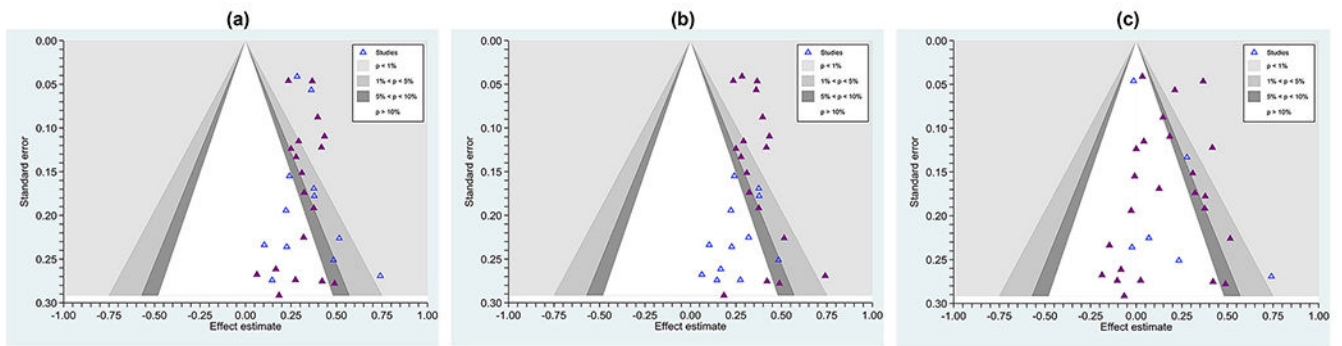 (a)
0.00
0.05
0.10
0.15
0.20
0.25
0.30
Standard error
-1.00 -0.75 -0.50 -0.25 0.00 0.25 0.50 0.75 1.00
Effect estimate
Studies
p < 1%
1% < p < 5%
5% < p < 10%
p > 10%
(b)
0.00
0.05
0.10
0.15
0.20
0.25
0.30
Standard error
-1.00 -0.75 -0.50 -0.25 0.00 0.25 0.50 0.75 1.00
Effect estimate
Studies
p < 1%
1% < p < 5%
5% < p < 10%
p > 10%
(c)
0.00
0.05
0.10
0.15
0.20
0.25
0.30
Standard error
-1.00 -0.75 -0.50 -0.25 0.00 0.25 0.50 0.75 1.00
Effect estimate
Studies
p < 1%
1% < p < 5%
5% < p < 10%
p > 10%